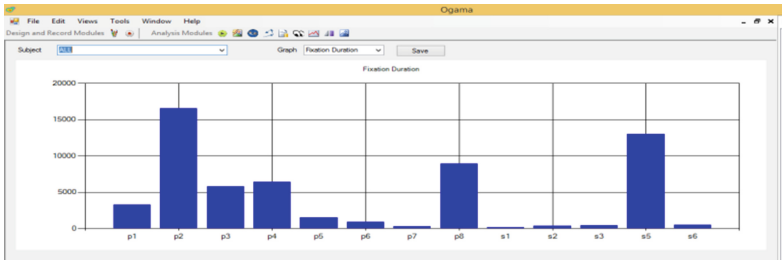 Ogama
File Edit Views Tools Window Help
Design and Record Modules Analysis Modules
Subject ALL Graph Fixation Duration Save
Fixation Duration
20000
15000
10000
5000
0
p1 p2 p3 p4 p5 p6 p7 p8 s1 s2 s3 s5 s6